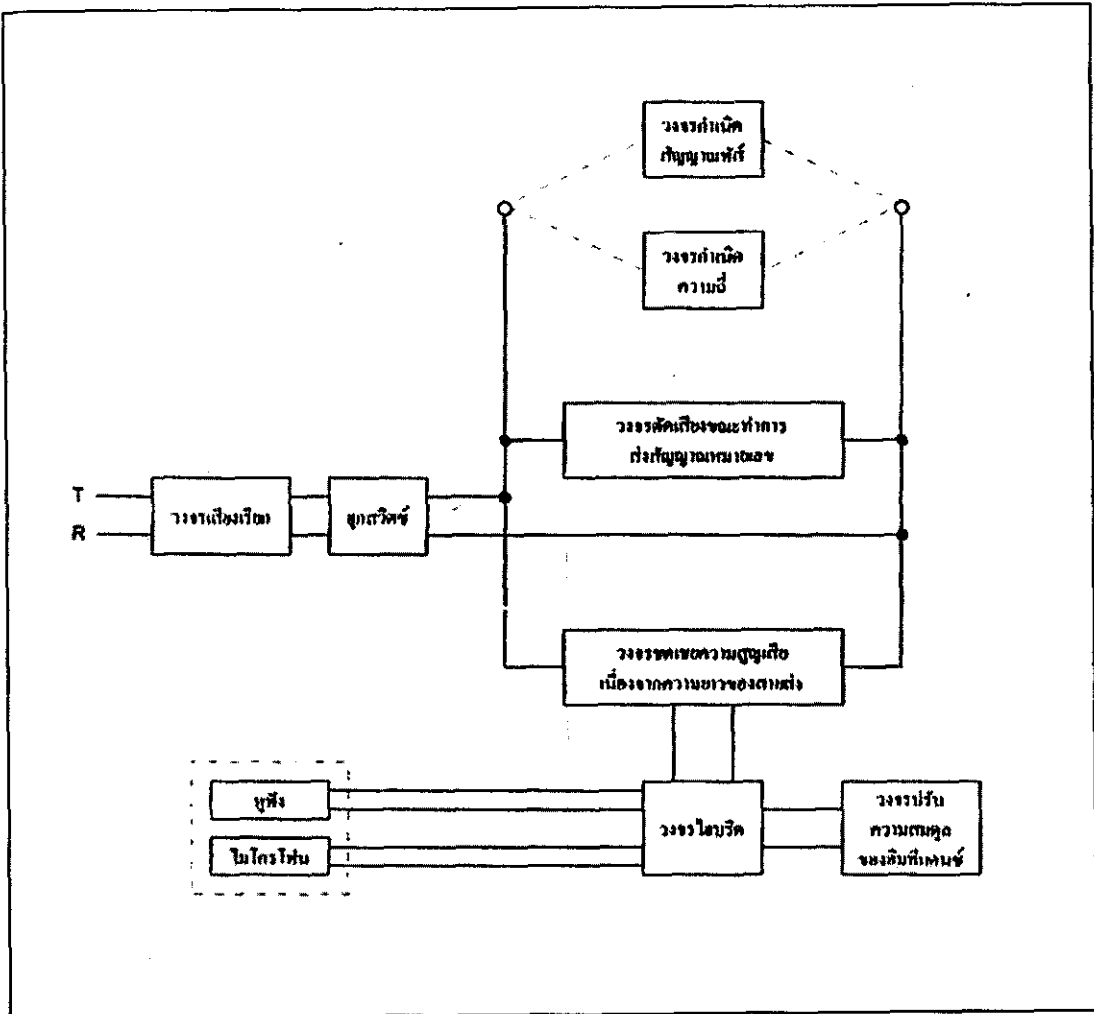 วงจรกำเนิด
สัญญาณพัลส์
วงจรกำเนิด
ความถี่
วงจรตัดเสียงขณะทำการ
ส่งสัญญาณหมายเลข
T
R
วงจรเสียงเรียก
ฮุกสวิตช์
วงจรชดเชยความสูญเสีย
เนื่องจากความยาวของสายส่ง
หูฟัง
ไมโครโฟน
วงจรไฮบริด
วงจรปรับ
ความสมดุล
ของอิมพีแดนซ์